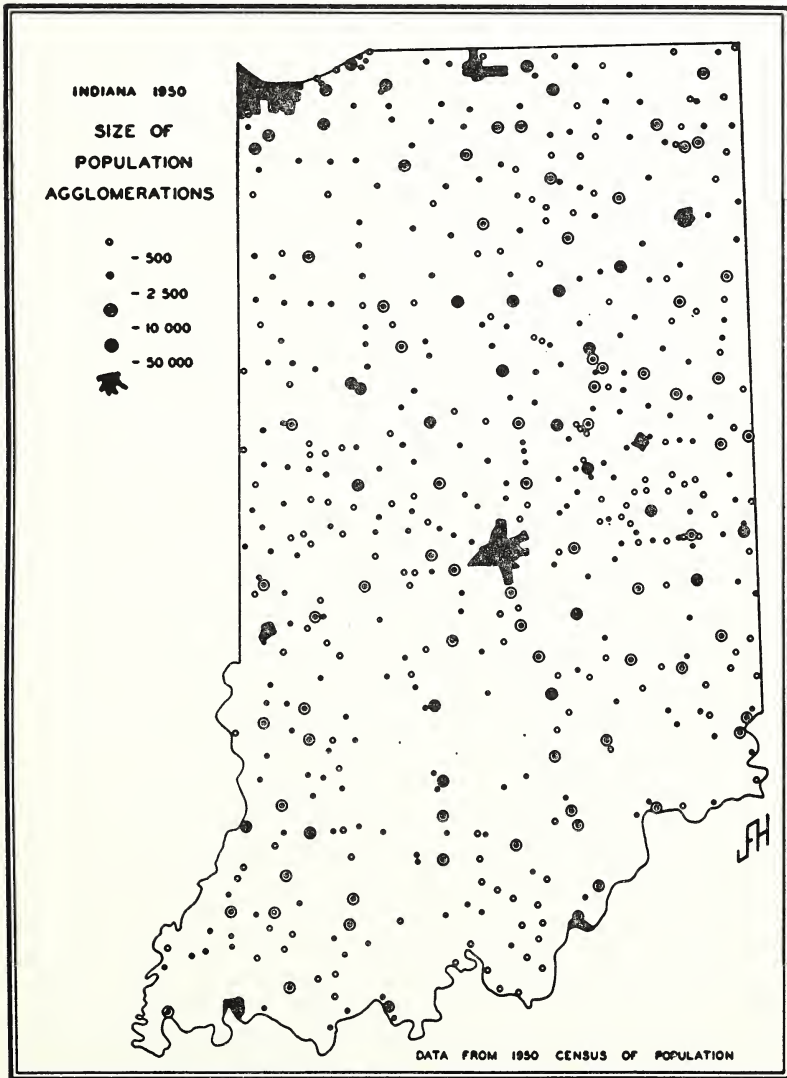 INDIANA 1950
SIZE OF
POPULATION
AGGLOMERATIONS
- 500
- 2 500
- 10 000
- 50 000
JFH
DATA FROM 1950 CENSUS OF POPULATION